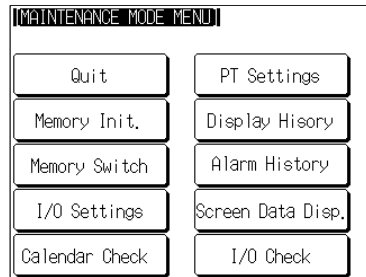 [MAINTENANCE MODE MENU]
Quit
PT Settings
Memory Init.
Display Hisory
Memory Switch
Alarm History
I/O Settings
Screen Data Disp.
Calendar Check
I/O Check